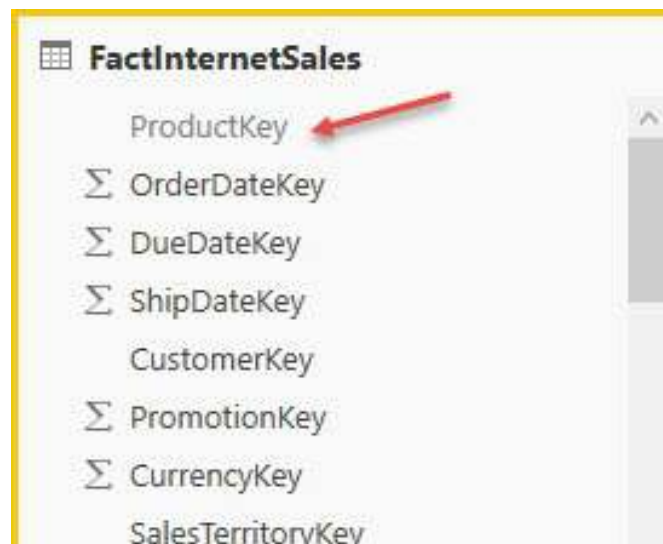 FactInternetSales
ProductKey
Σ OrderDateKey
Σ DueDateKey
Σ ShipDateKey
CustomerKey
Σ PromotionKey
Σ CurrencyKey
SalesTerritoryKey